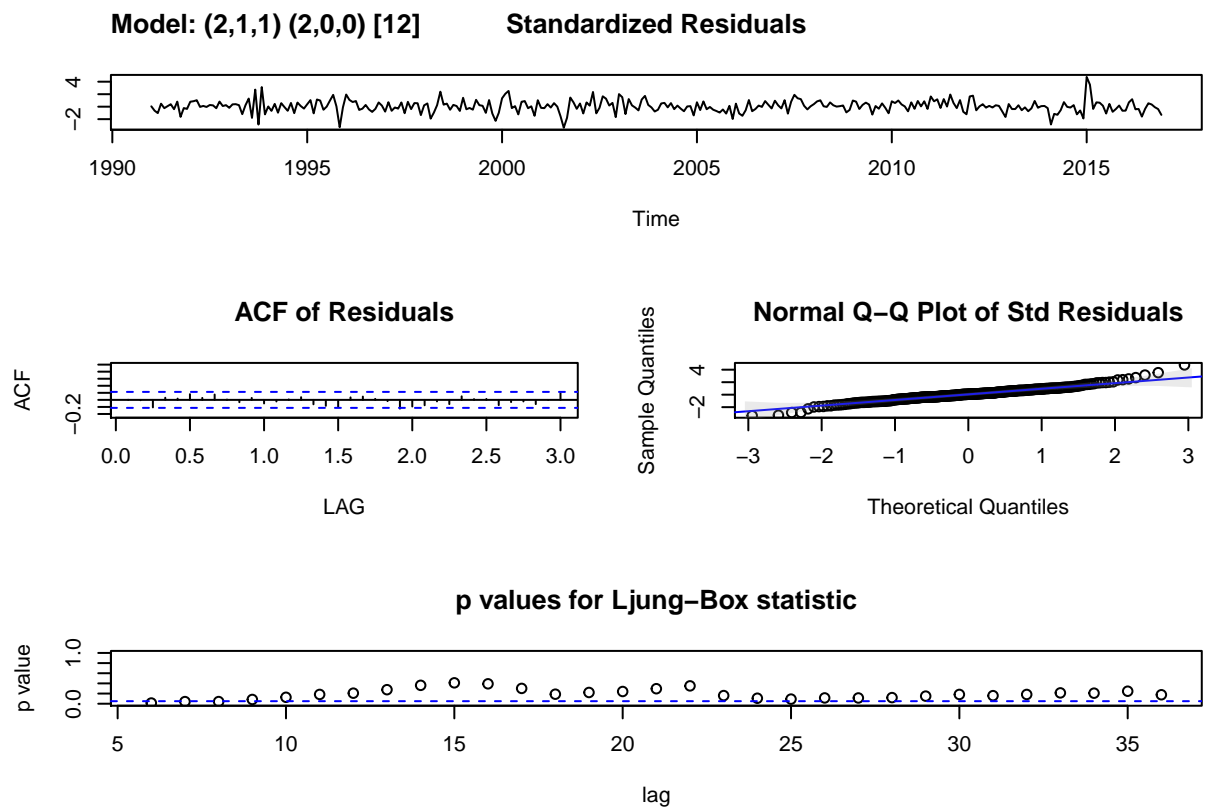 Model: (2,1,1) (2,0,0) [12] Standardized Residuals
4
−2
1990 1995 2000 2005 2010 2015
Time
ACF of Residuals
ACF
−0.2
0.0 0.5 1.0 1.5 2.0 2.5 3.0
LAG
Normal Q−Q Plot of Std Residuals
Sample Quantiles
4
−2
−3 −2 −1 0 1 2 3
Theoretical Quantiles
p values for Ljung−Box statistic
p value
1.0
0.0
5 10 15 20 25 30 35
lag